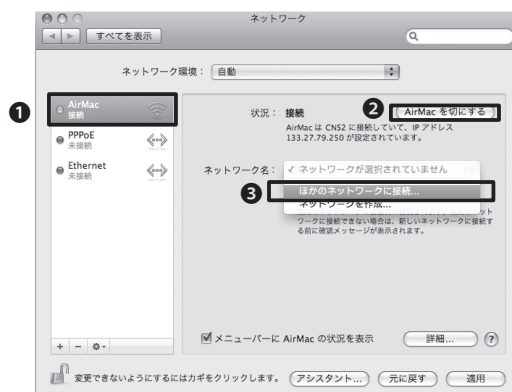 ネットワーク
すべてを表示
ネットワーク環境： 自動
❶
AirMac
接続
PPPoE
未接続
Ethernet
未接続
状況： 接続
❷
AirMac を切にする
AirMac は CNS2 に接続していて、IP アドレス
133.27.79.250 が設定されています。
ネットワーク名： ✓ ネットワークが選択されていません
❸
ほかのネットワークに接続...
ネットワークを作成...
ワークに接続できない場合は、新しいネットワークに接続す
る前に確認メッセージが表示されます。
☑ メニューバーに AirMac の状況を表示
詳細...
?
変更できないようにするにはカギをクリックします。
アシスタント...
元に戻す
適用